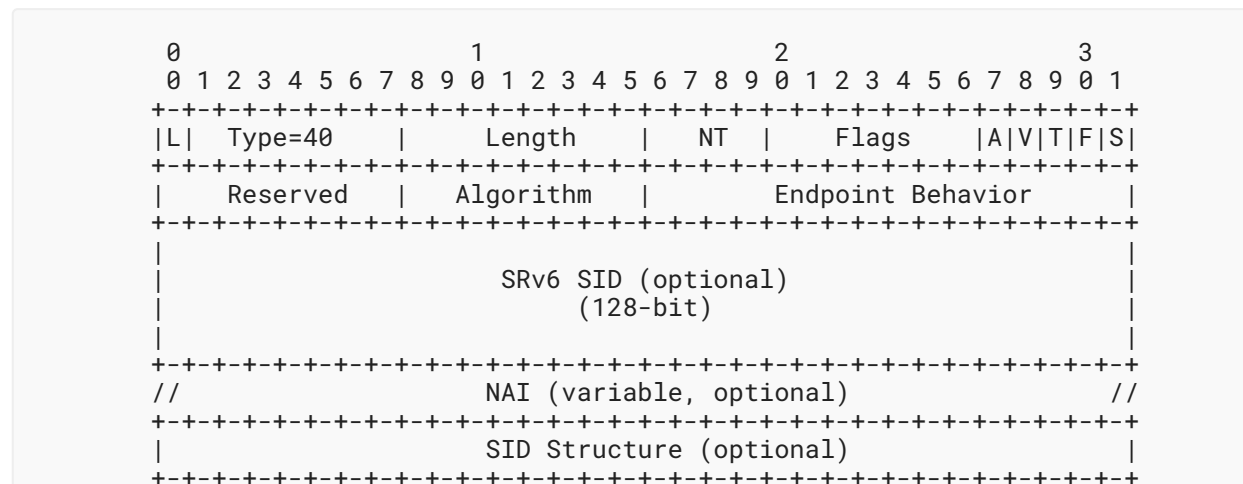 0                   1                   2                   3
 0 1 2 3 4 5 6 7 8 9 0 1 2 3 4 5 6 7 8 9 0 1 2 3 4 5 6 7 8 9 0 1
+-+-+-+-+-+-+-+-+-+-+-+-+-+-+-+-+-+-+-+-+-+-+-+-+-+-+-+-+-+-+-+-+
|L|   Type=40   |     Length    |   NT  |     Flags   |A|V|T|F|S|
+-+-+-+-+-+-+-+-+-+-+-+-+-+-+-+-+-+-+-+-+-+-+-+-+-+-+-+-+-+-+-+-+
|    Reserved   |   Algorithm   |       Endpoint Behavior       |
+-+-+-+-+-+-+-+-+-+-+-+-+-+-+-+-+-+-+-+-+-+-+-+-+-+-+-+-+-+-+-+-+
|                                                               |
|                     SRv6 SID (optional)                       |
|                          (128-bit)                            |
|                                                               |
+-+-+-+-+-+-+-+-+-+-+-+-+-+-+-+-+-+-+-+-+-+-+-+-+-+-+-+-+-+-+-+-+
//                    NAI (variable, optional)                 //
+-+-+-+-+-+-+-+-+-+-+-+-+-+-+-+-+-+-+-+-+-+-+-+-+-+-+-+-+-+-+-+-+
|                    SID Structure (optional)                   |
+-+-+-+-+-+-+-+-+-+-+-+-+-+-+-+-+-+-+-+-+-+-+-+-+-+-+-+-+-+-+-+-+